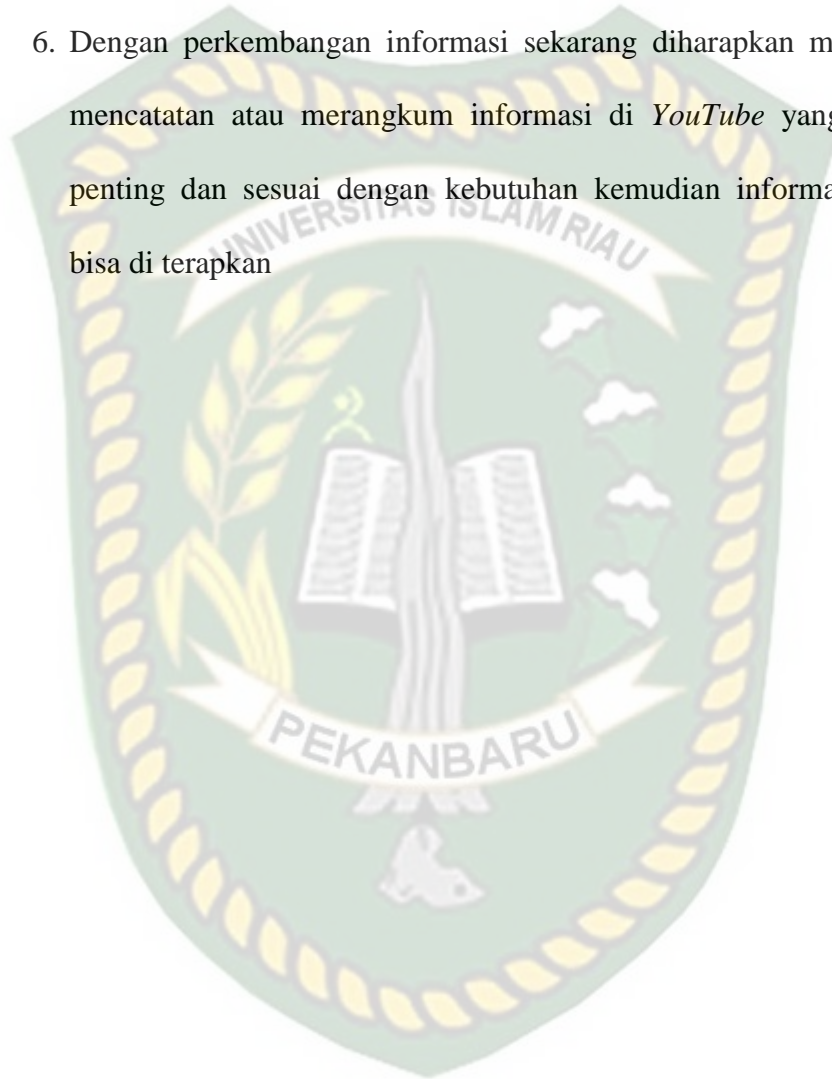 6. Dengan perkembangan informasi sekarang diharapkan
mencatatan atau merangkum informasi di YouTube yang
penting dan sesuai dengan kebutuhan kemudian
bisa di terapkan
UNIVERSITAS ISLAM RIAU
PEKANBARU